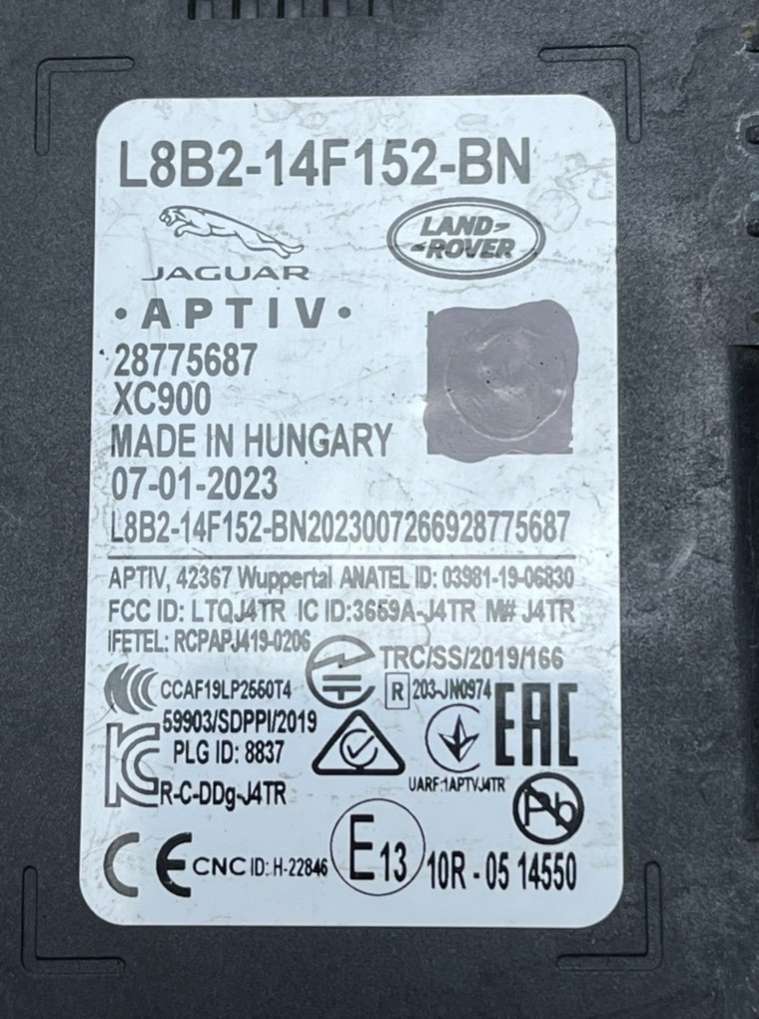 L8B2-14F152-BN
JAGUAR
LAND-
ROVER
·APTIV·
28775687
XC900
MADE IN HUNGARY
07-01-2023
L8B2-14F152-BN2023007266928775687
APTIV, 42367 Wuppertal ANATEL ID: 03981-19-06830
FCC ID: LTQJ4TR IC ID:3659A-J4TR M# J4TR
IFETEL: RCPAPJ419-0206
TRC/SS/2019/166
CCAF19LP2550T4
R 203-JN0974
59903/SDPPI/2019
PLG ID: 8837
EAC
UARF:1APTVJ4TR
R-C-DDg-J4TR
Pb
CE CNC ID: H-22846 E13 10R - 05 14550